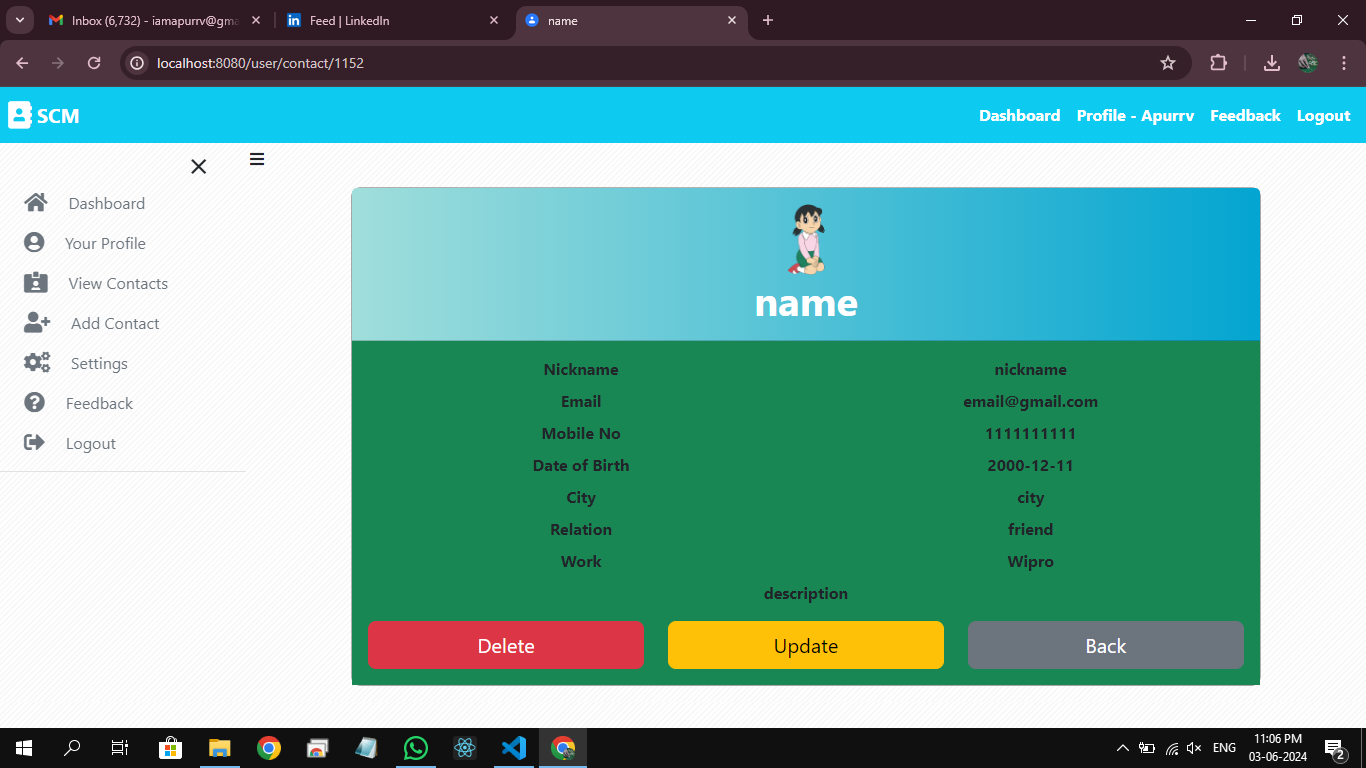 Inbox (6,732) - iamapurrv@gma
Feed | LinkedIn
name
localhost:8080/user/contact/1152
SCM
Dashboard Profile - Apurrv Feedback Logout
Dashboard
Your Profile
View Contacts
Add Contact
Settings
Feedback
Logout
name
Nickname nickname
Email email@gmail.com
Mobile No 1111111111
Date of Birth 2000-12-11
City city
Relation friend
Work Wipro
description
Delete Update Back
ENG
11:06 PM
03-06-2024
2